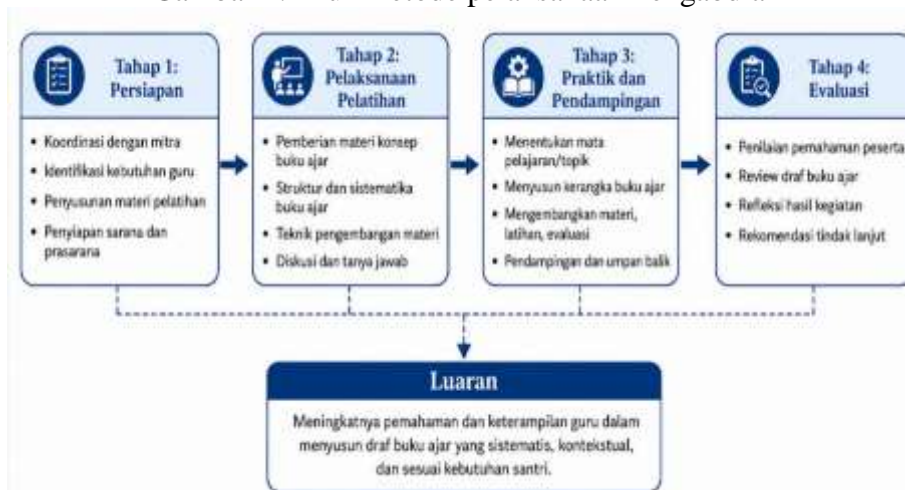 Tahap 1:
Persiapan
• Koordinasi dengan mitra
• Identifikasi kebutuhan guru
• Penyusunan materi pelatihan
• Penyiapan sarana dan
prasarana
Tahap 2:
Pelaksanaan
Pelatihan
• Pemberian materi konsep
buku ajar
• Struktur dan sistematika
buku ajar
• Teknik pengembangan materi
• Diskusi dan tanya jawab
Tahap 3:
Praktik dan
Pendampingan
• Menentukan mata
pelajaran/topik
• Menyusun kerangka buku ajar
• Mengembangkan materi,
latihan, evaluasi
• Pendampingan dan umpan balik
Tahap 4:
Evaluasi
• Penilaian pemahaman peserta
• Review draf buku ajar
• Refleksi hasil kegiatan
• Rekomendasi tindak lanjut
Luaran
Meningkatnya pemahaman dan keterampilan guru dalam
menyusun draf buku ajar yang sistematis, kontekstual,
dan sesuai kebutuhan santri.